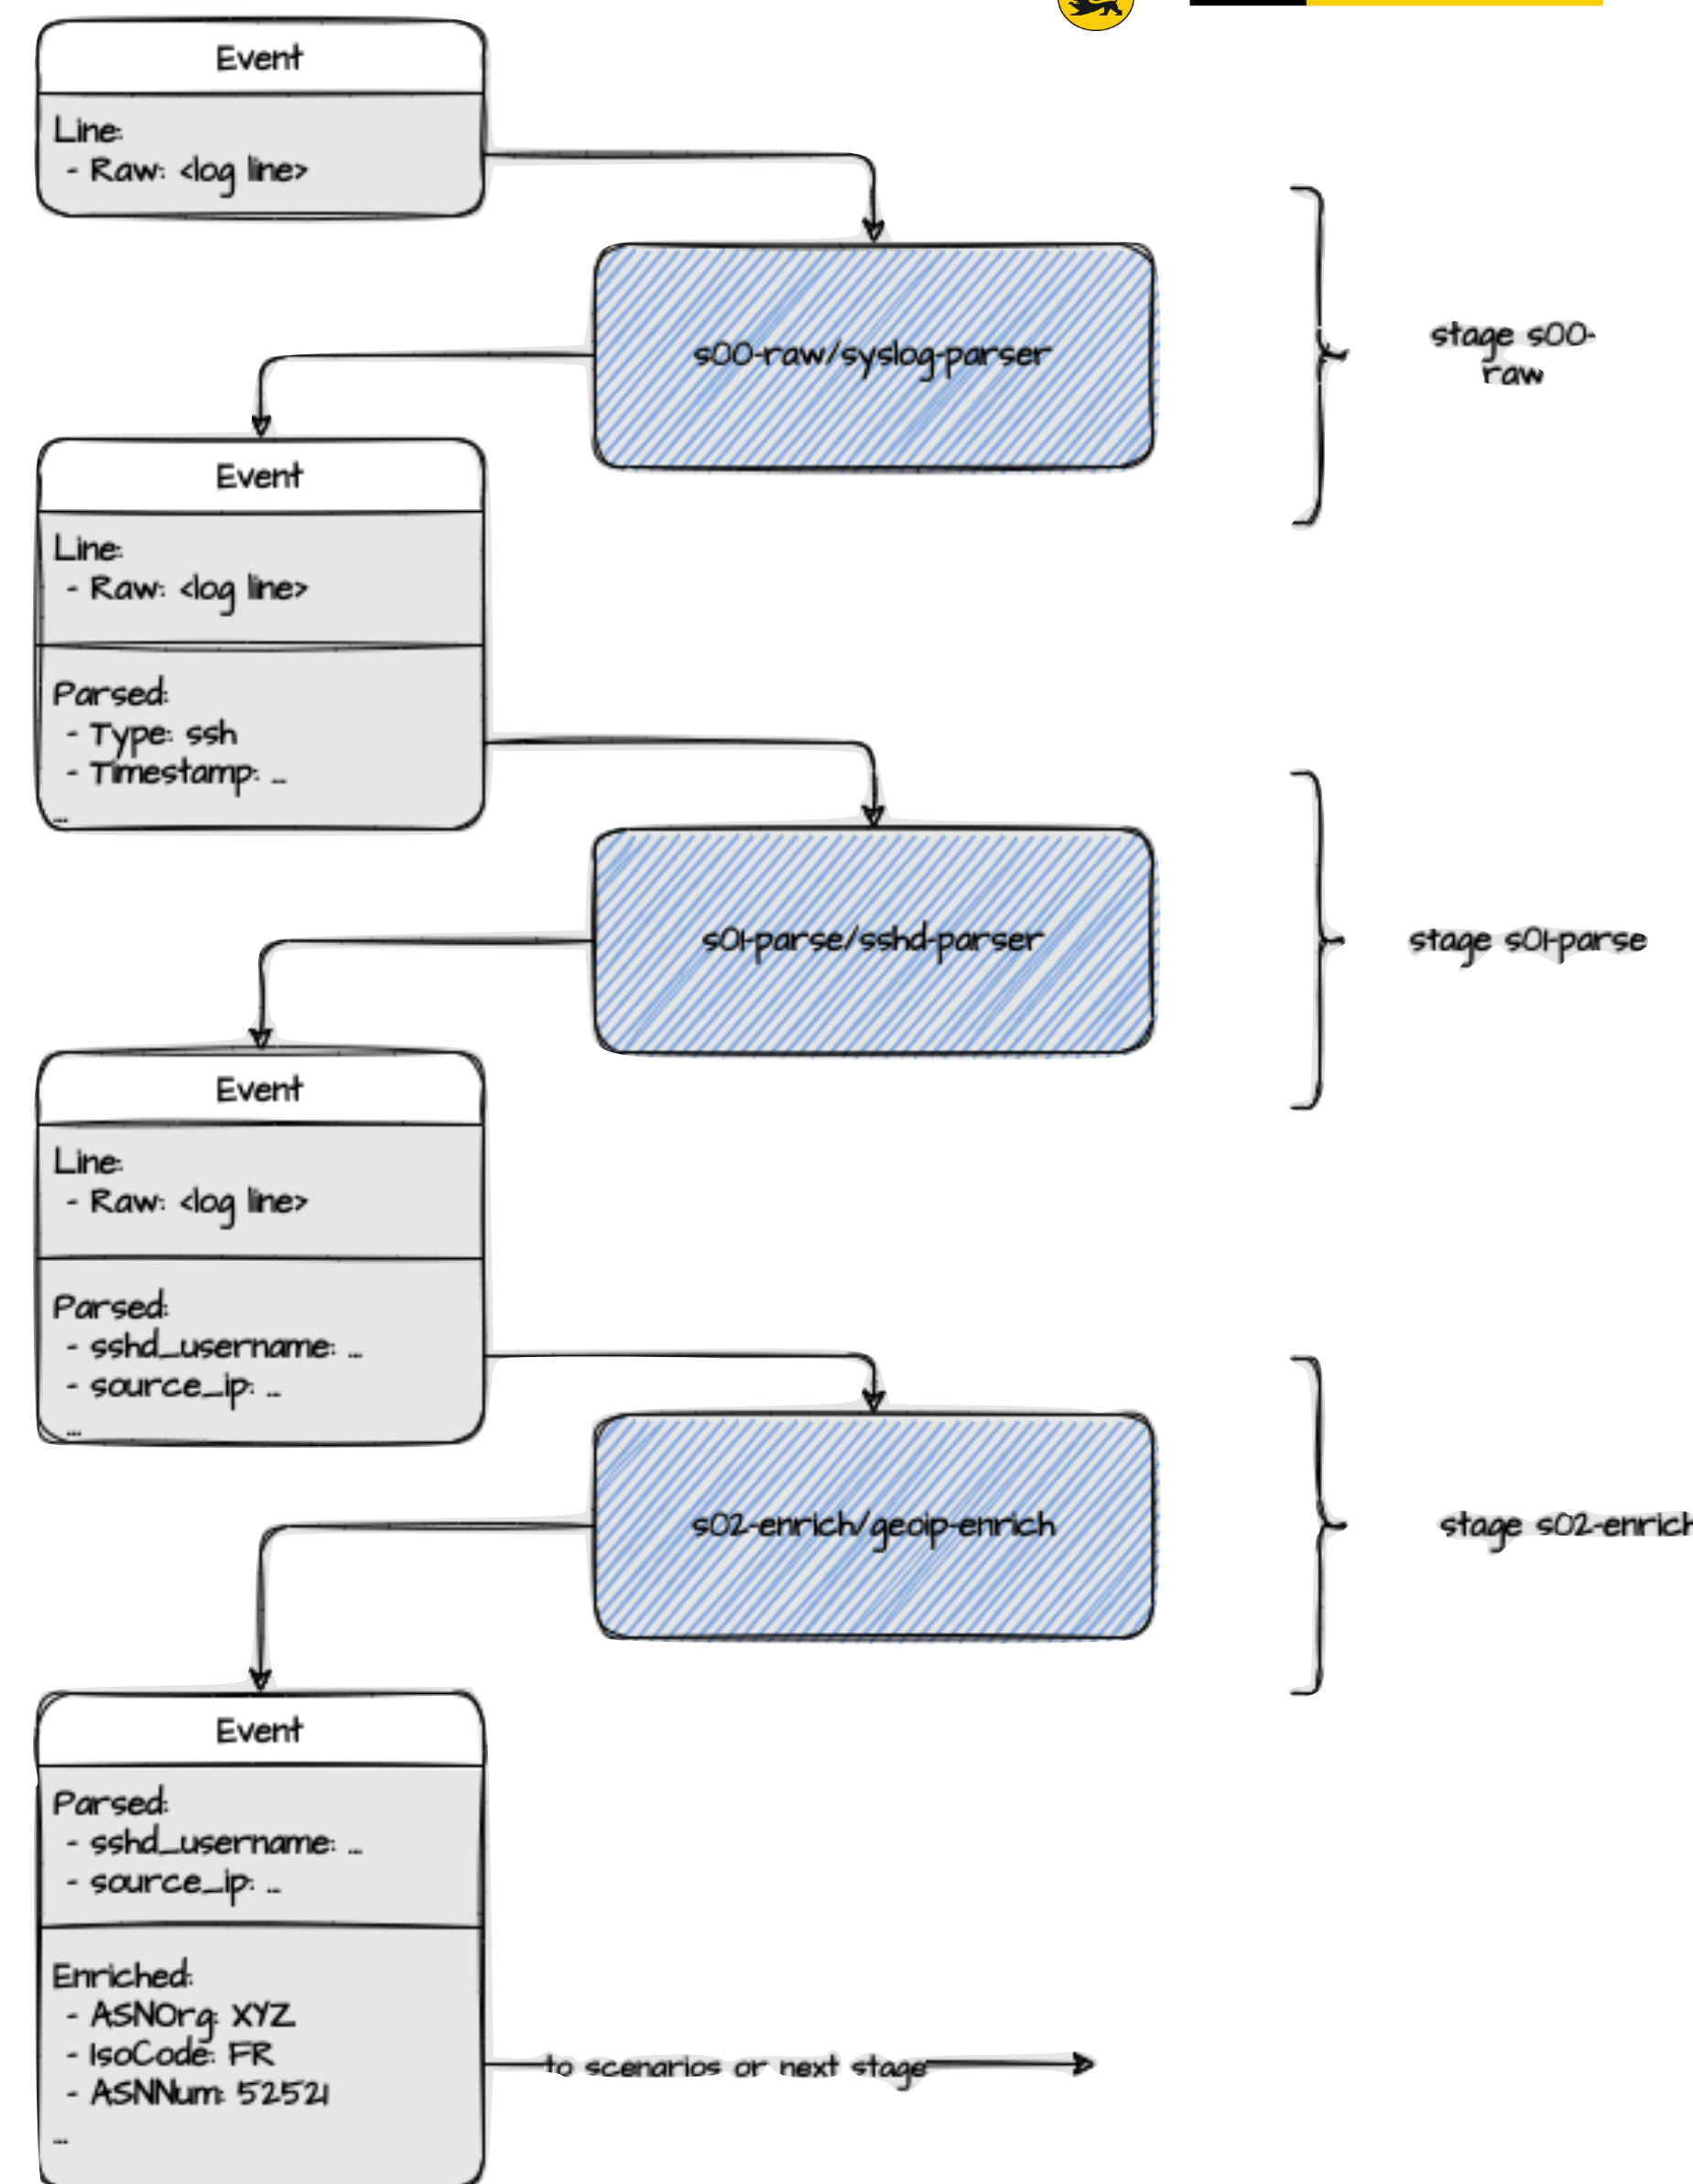 Event
Line:
- Raw: <log line>
s00-raw/syslog-parser
stage s00-
raw
Event
Line:
- Raw: <log line>
Parsed:
- Type: ssh
- Timestamp: ...
...
s01-parse/sshd-parser
stage s01-parse
Event
Line:
- Raw: <log line>
Parsed:
- sshd_username: ...
- source_ip: ...
...
s02-enrich/geoip-enrich
stage s02-enrich
Event
Parsed:
- sshd_username: ...
- source_ip: ...
Enriched:
- ASNOrg: XYZ
- IsoCode: FR
- ASNNum: 52521
...
to scenarios or next stage